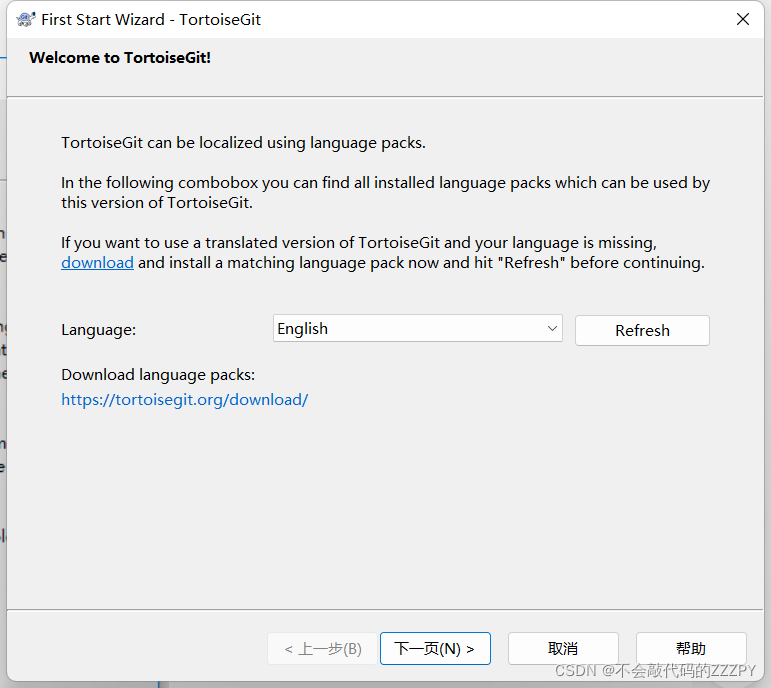 First Start Wizard - TortoiseGit
Welcome to TortoiseGit!
TortoiseGit can be localized using language packs.
In the following combobox you can find all installed language packs which can be used by
this version of TortoiseGit.
If you want to use a translated version of TortoiseGit and your language is missing,
download and install a matching language pack now and hit "Refresh" before continuing.
Language:
English
Refresh
Download language packs:
https://tortoisegit.org/download/
< 上一步(B)
下一页(N) >
取消
帮助
CSDN @不会敲代码的ZZZPY